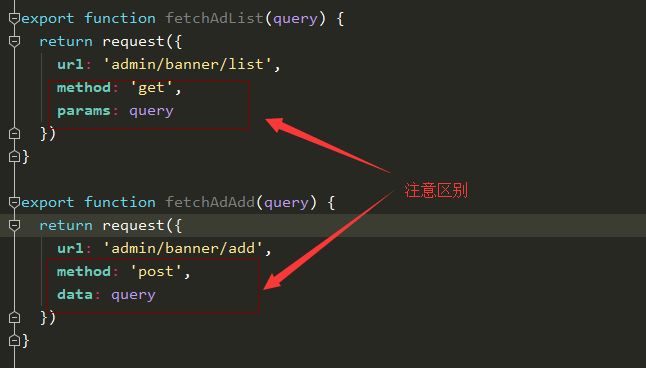 export function fetchAdList(query) {
return request({
url: 'admin/banner/list',
method: 'get',
params: query
})
}
注意区别
export function fetchAdAdd(query) {
return request({
url: 'admin/banner/add',
method: 'post',
data: query
})
}